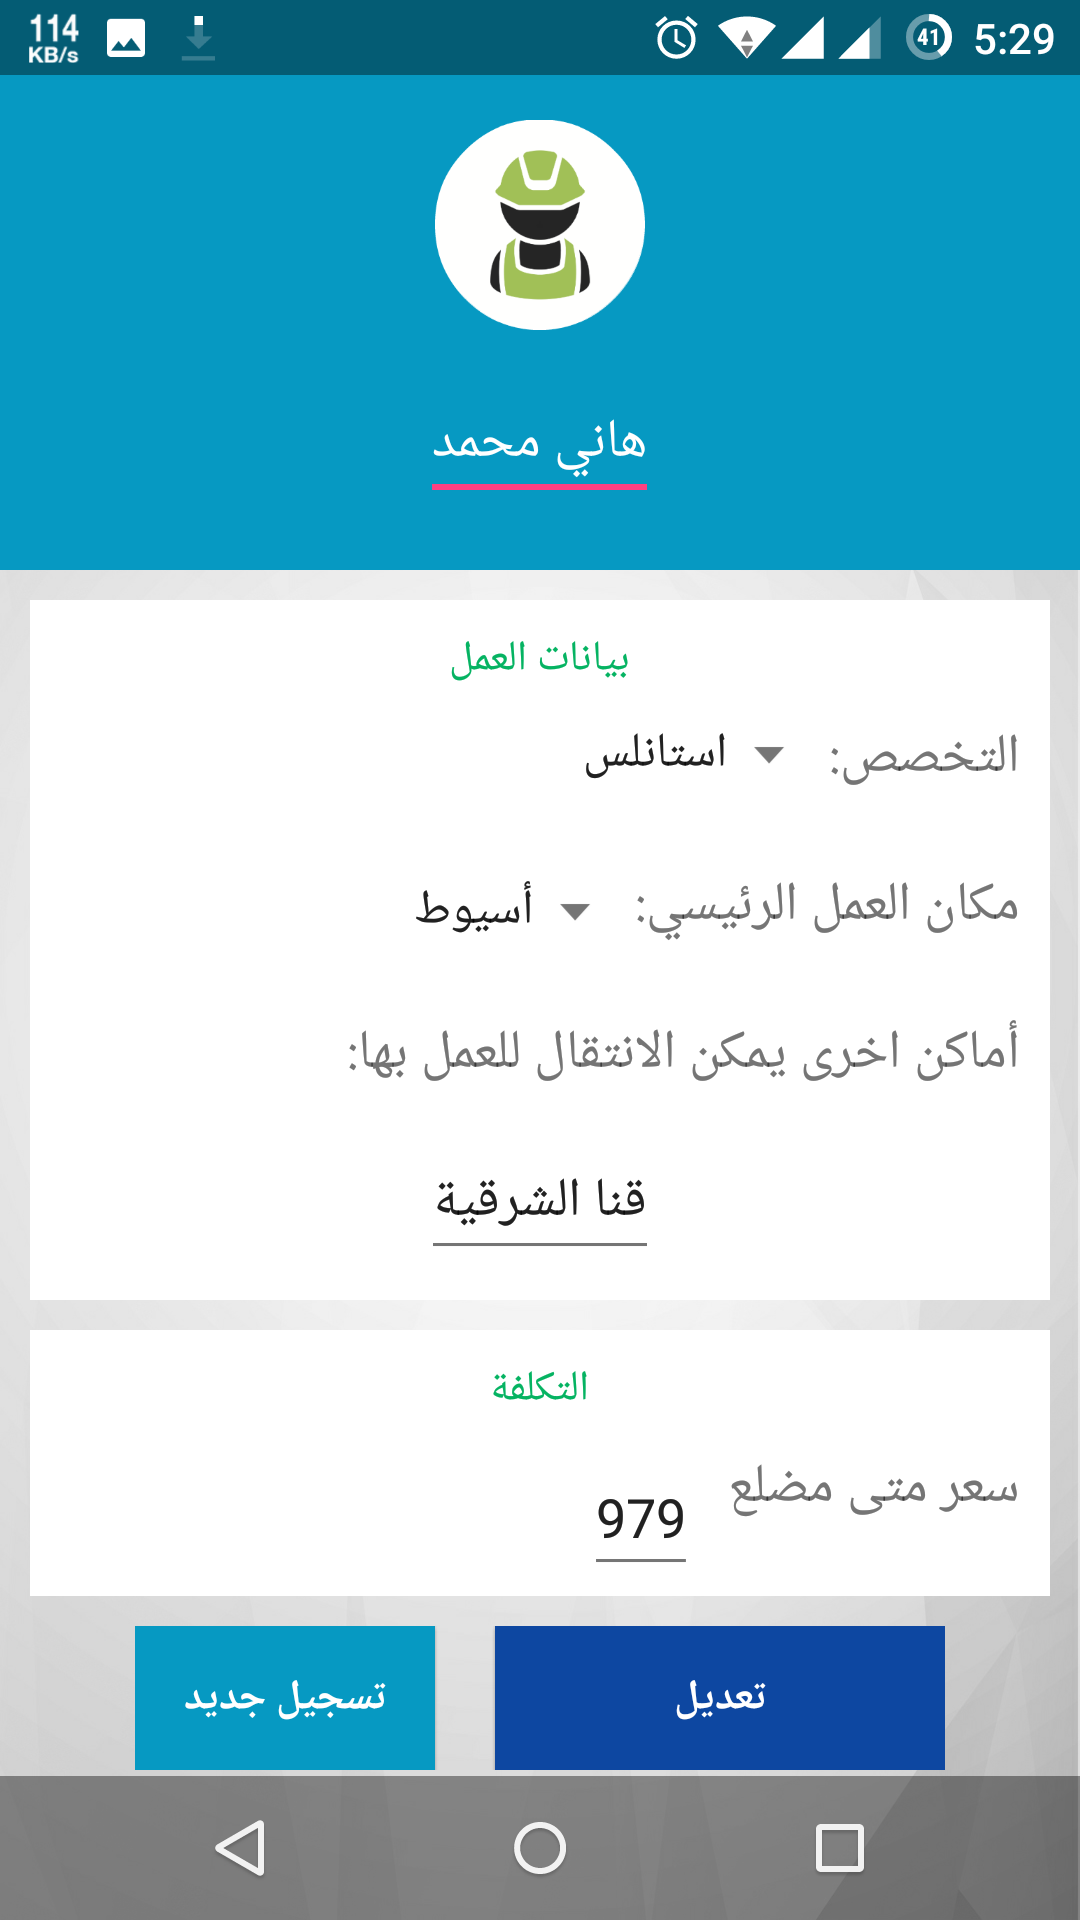 114
KB/s
41
5:29
هاني محمد
بيانات العمل
التخصص: استانلس
مكان العمل الرئيسي: أسيوط
أماكن اخرى يمكن الانتقال للعمل بها:
قنا الشرقية
التكلفة
سعر متى مضلع 979
تعديل
تسجيل جديد